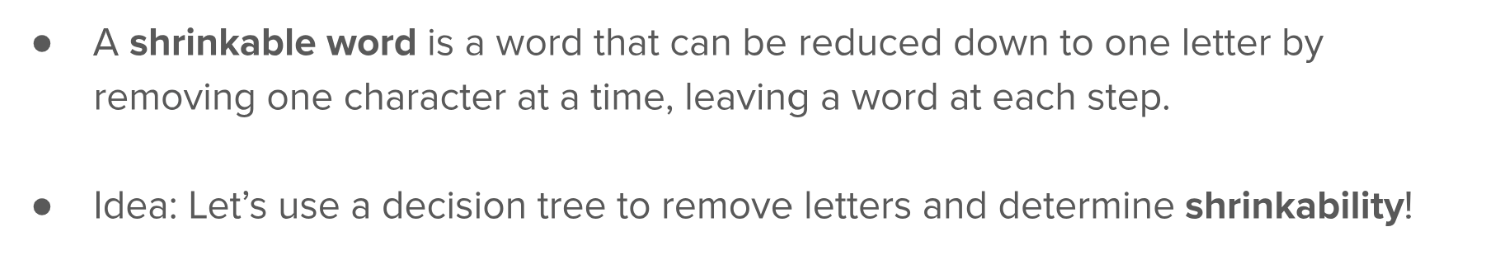 ● A shrinkable word is a word that can be reduced down to one letter by
removing one character at a time, leaving a word at each step.
● Idea: Let’s use a decision tree to remove letters and determine shrinkability!